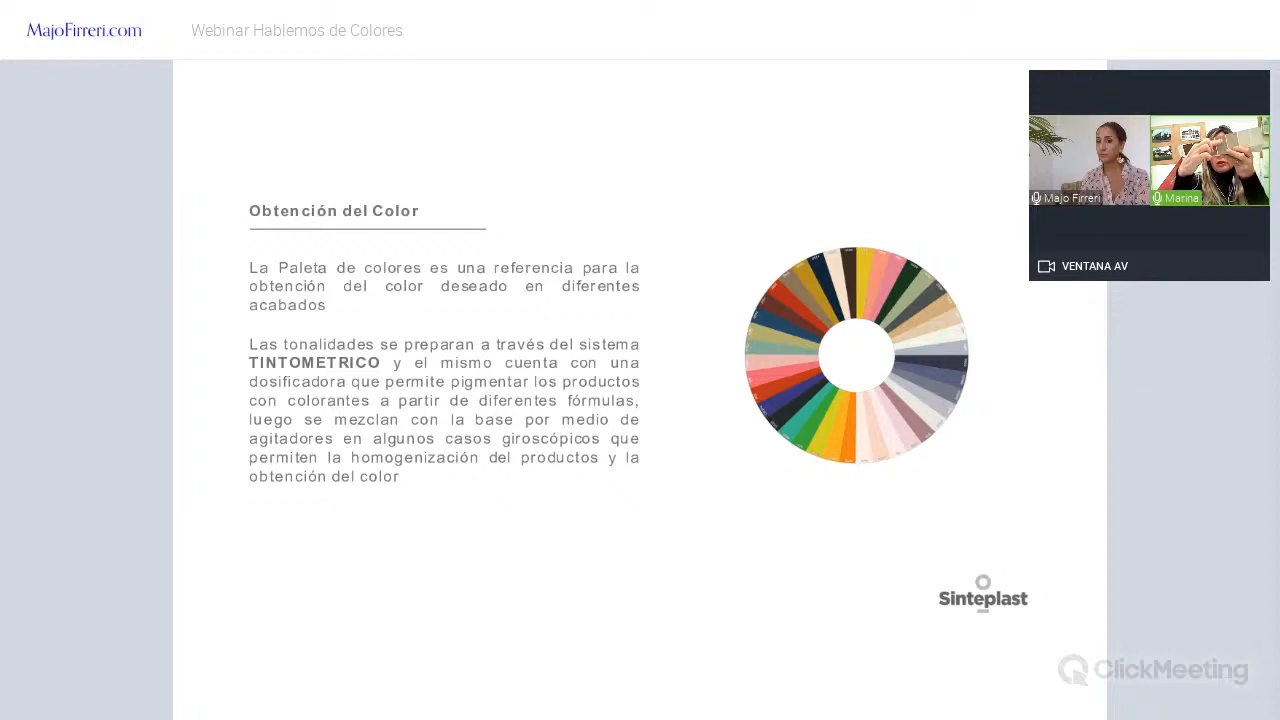 MajoFirreri.com
Webinar Hablemos de Colores
Majo Firreri
Marina
VENTANA AV
Obtención del Color
La Paleta de colores es una referencia para la
obtención del color deseado en diferentes
acabados
Las tonalidades se preparan a través del sistema
TINTOMETRICO y el mismo cuenta con una
dosificadora que permite pigmentar los productos
con colorantes a partir de diferentes fórmulas,
luego se mezclan con la base por medio de
agitadores en algunos casos giroscópicos que
permiten la homogenización del productos y la
obtención del color
Sinteplast
ClickMeeting